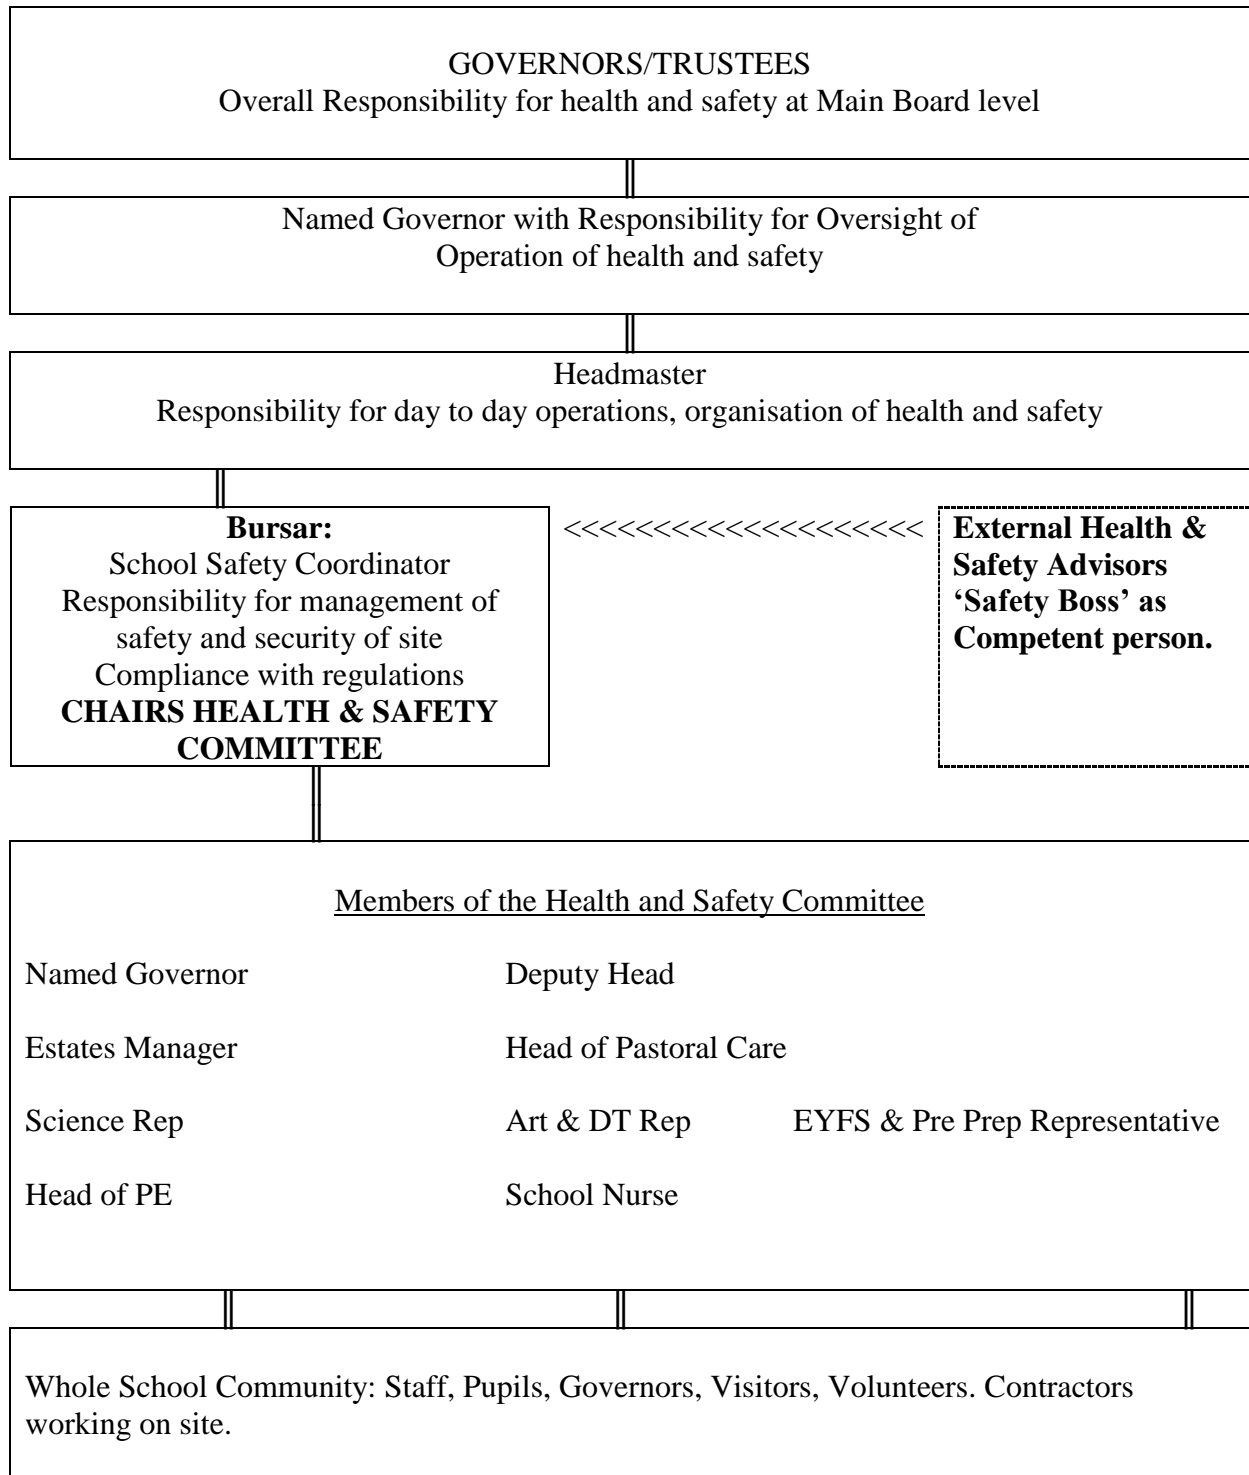 GOVERNORS/TRUSTEES
Overall Responsibility for health and safety at Main Board level
Named Governor with Responsibility for Oversight of
Operation of health and safety
Headmaster
Responsibility for day to day operations, organisation of health and safety
Bursar:
School Safety Coordinator
Responsibility for management of
safety and security of site
Compliance with regulations
CHAIRS HEALTH & SAFETY
COMMITTEE
<<<<<<<<<<<<<<<<<<<<
External Health &
Safety Advisors
‘Safety Boss’ as
Competent person.
Members of the Health and Safety Committee
Named Governor Deputy Head
Estates Manager Head of Pastoral Care
Science Rep Art & DT Rep EYFS & Pre Prep Representative
Head of PE School Nurse
Whole School Community: Staff, Pupils, Governors, Visitors, Volunteers. Contractors
working on site.